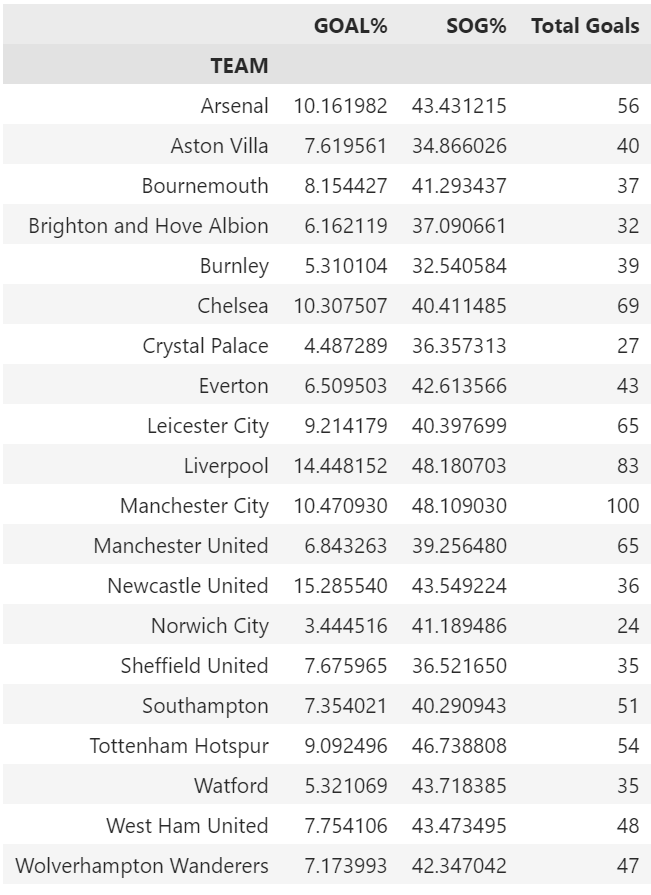 GOAL% SOG% Total Goals
TEAM
Arsenal 10.161982 43.431215 56
Aston Villa 7.619561 34.866026 40
Bournemouth 8.154427 41.293437 37
Brighton and Hove Albion 6.162119 37.090661 32
Burnley 5.310104 32.540584 39
Chelsea 10.307507 40.411485 69
Crystal Palace 4.487289 36.357313 27
Everton 6.509503 42.613566 43
Leicester City 9.214179 40.397699 65
Liverpool 14.448152 48.180703 83
Manchester City 10.470930 48.109030 100
Manchester United 6.843263 39.256480 65
Newcastle United 15.285540 43.549224 36
Norwich City 3.444516 41.189486 24
Sheffield United 7.675965 36.521650 35
Southampton 7.354021 40.290943 51
Tottenham Hotspur 9.092496 46.738808 54
Watford 5.321069 43.718385 35
West Ham United 7.754106 43.473495 48
Wolverhampton Wanderers 7.173993 42.347042 47